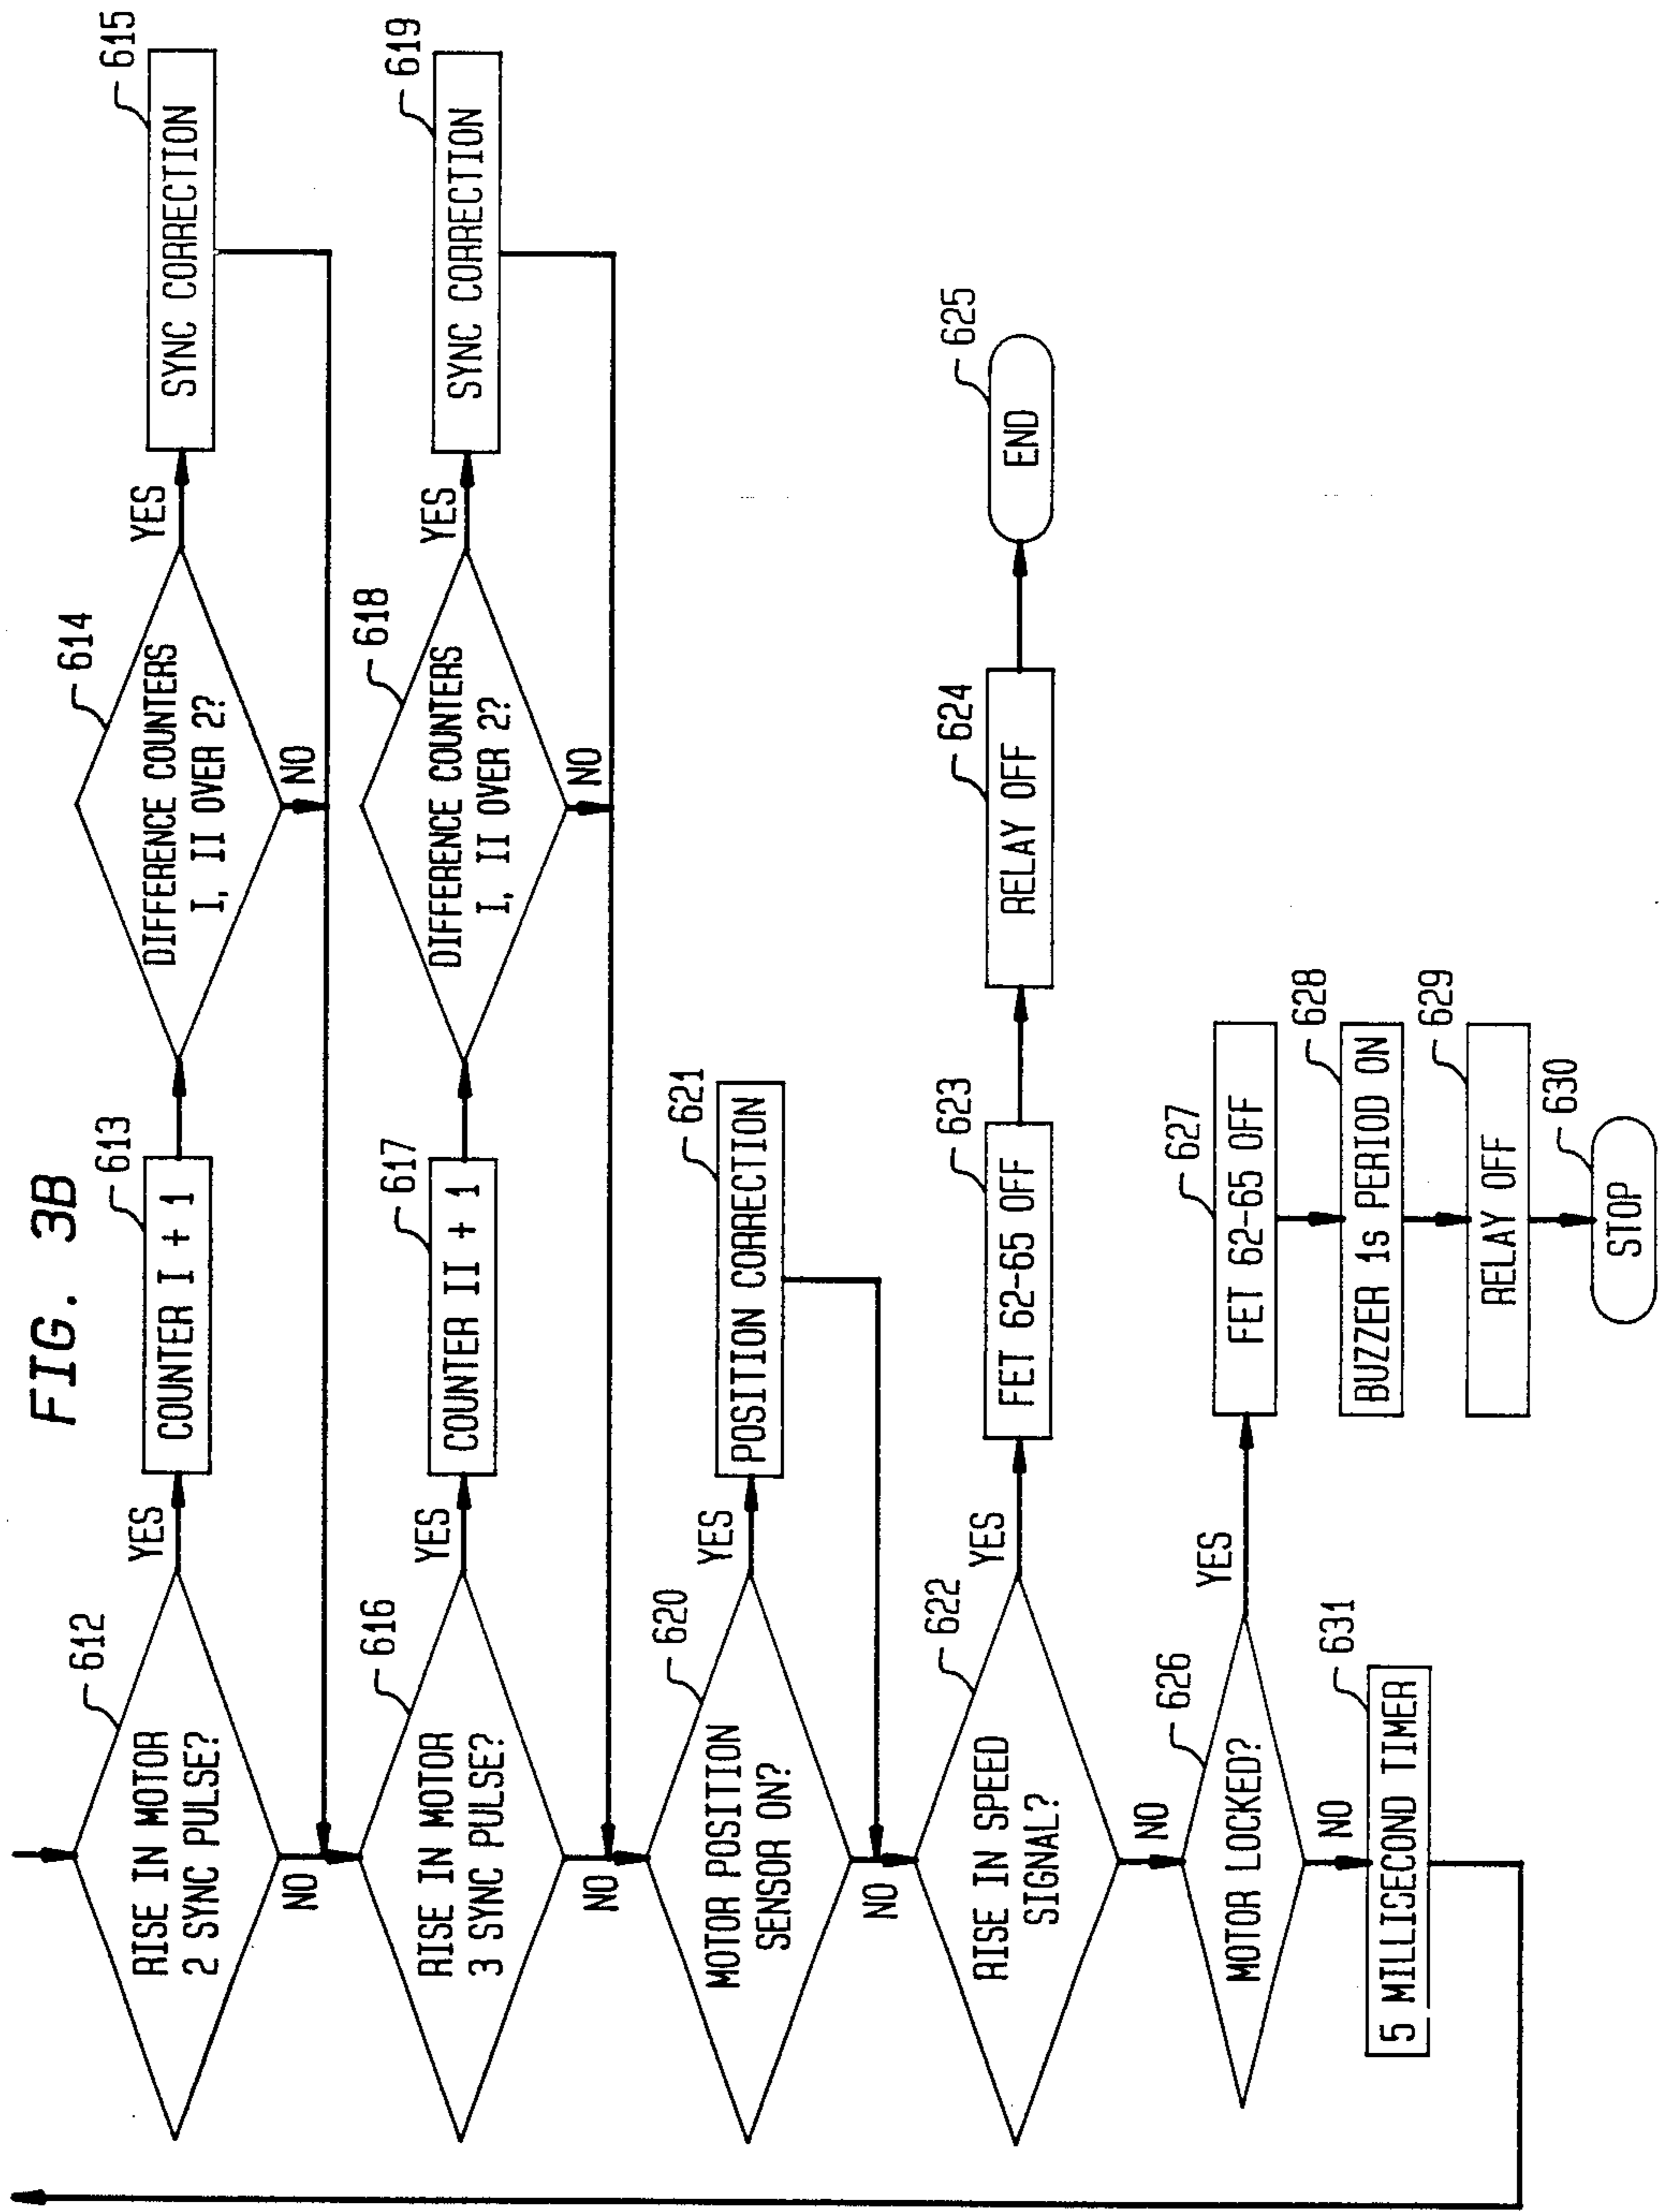 FIG. 3B
612
RISE IN MOTOR
2 SYNC PULSE?
YES
NO
613
COUNTER I + 1
614
DIFFERENCE COUNTERS
I, II OVER 2?
YES
NO
615
SYNC CORRECTION
616
RISE IN MOTOR
3 SYNC PULSE?
YES
NO
617
COUNTER II + 1
618
DIFFERENCE COUNTERS
I, II OVER 2?
YES
NO
619
SYNC CORRECTION
620
MOTOR POSITION
SENSOR ON?
YES
NO
621
POSITION CORRECTION
622
RISE IN SPEED
SIGNAL?
YES
NO
623
FET 62-65 OFF
624
RELAY OFF
625
END
626
MOTOR LOCKED?
YES
NO
627
FET 62-65 OFF
628
BUZZER 1s PERIOD ON
629
RELAY OFF
630
STOP
631
5 MILLISECOND TIMER